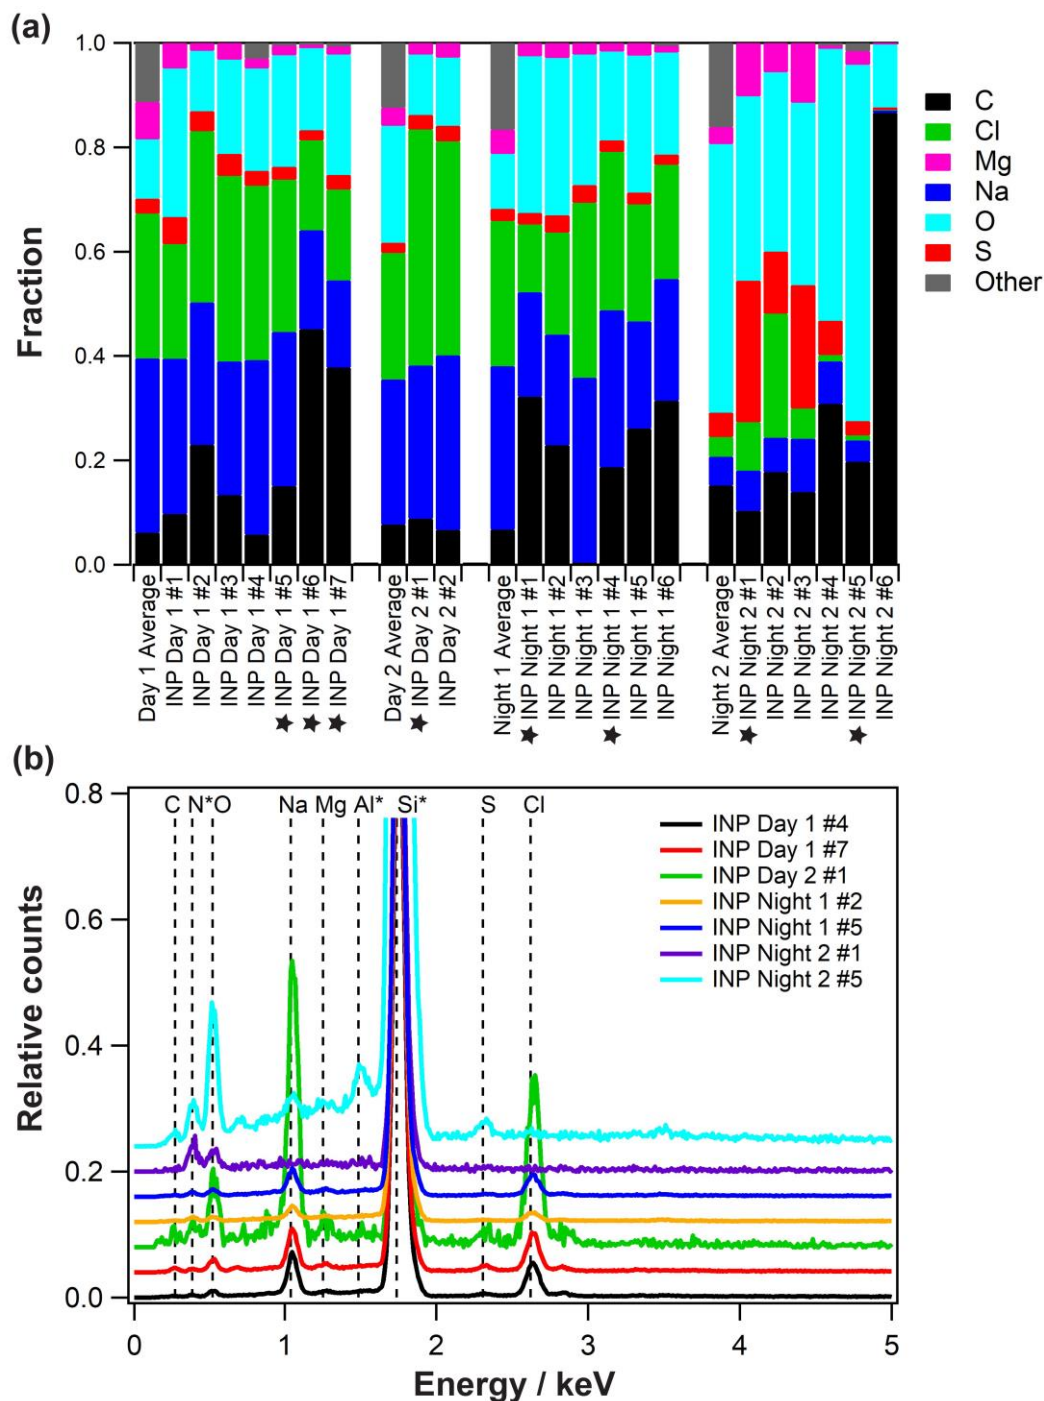 (a)
1.0
0.8
0.6
0.4
0.2
0.0
Fraction
C
Cl
Mg
Na
O
S
Other
Day 1 Average
INP Day 1 #1
INP Day 1 #2
INP Day 1 #3
INP Day 1 #4
★ INP Day 1 #5
★ INP Day 1 #6
★ INP Day 1 #7
Day 2 Average
★ INP Day 2 #1
INP Day 2 #2
Night 1 Average
★ INP Night 1 #1
INP Night 1 #2
INP Night 1 #3
★ INP Night 1 #4
INP Night 1 #5
INP Night 1 #6
Night 2 Average
★ INP Night 2 #1
INP Night 2 #2
INP Night 2 #3
INP Night 2 #4
★ INP Night 2 #5
INP Night 2 #6
(b)
0.8
0.6
0.4
0.2
0.0
Relative counts
C N* O Na Mg Al* Si* S Cl
INP Day 1 #4
INP Day 1 #7
INP Day 2 #1
INP Night 1 #2
INP Night 1 #5
INP Night 2 #1
INP Night 2 #5
0 1 2 3 4 5
Energy / keV